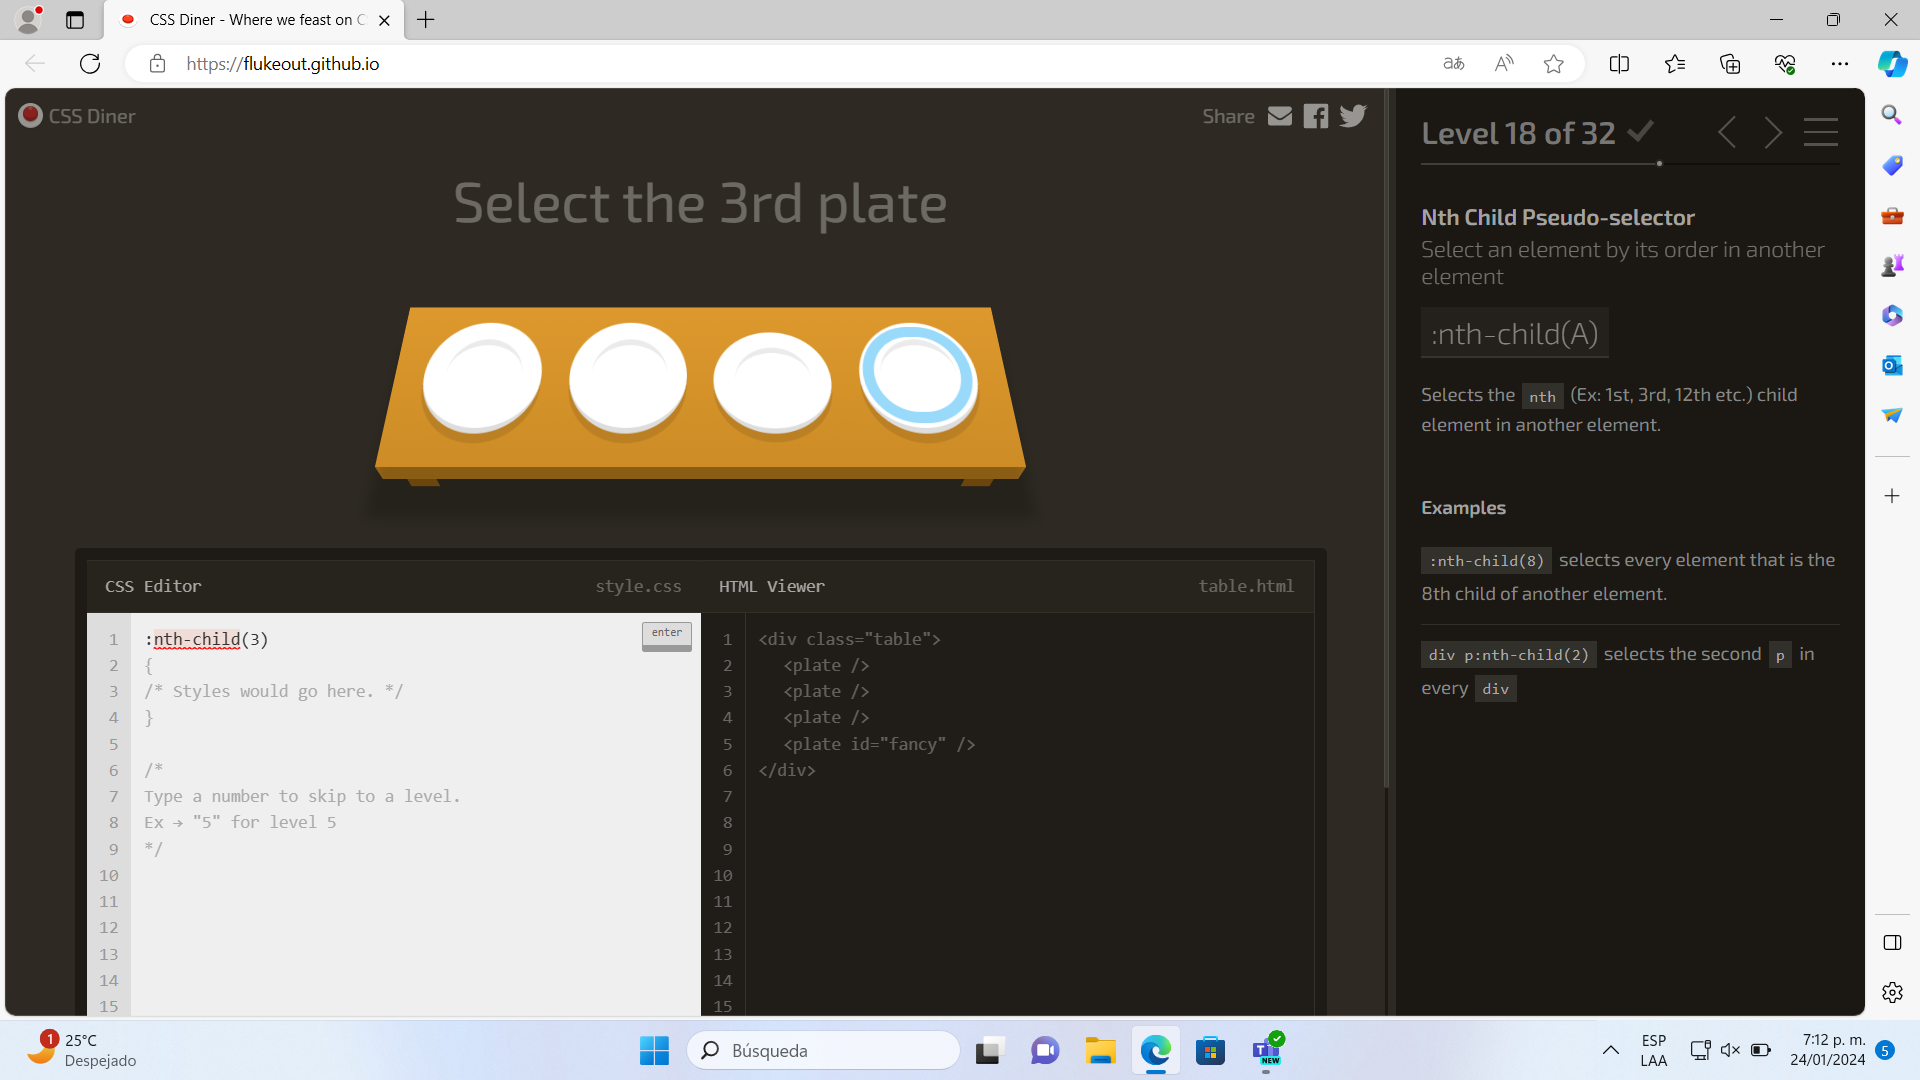 CSS Diner - Where we feast on C
https://flukeout.github.io
CSS Diner
Share
Select the 3rd plate
CSS Editor
style.css
HTML Viewer
table.html
enter
1 :nth-child(3)
2 {
3 /* Styles would go here. */
4 }
5
6 /*
7 Type a number to skip to a level.
8 Ex → "5" for level 5
9 */
10
11
12
13
14
15
1 <div class="table">
2 <plate />
3 <plate />
4 <plate />
5 <plate id="fancy" />
6 </div>
7
8
9
10
11
12
13
14
15
Level 18 of 32
Nth Child Pseudo-selector
Select an element by its order in another
element
:nth-child(A)
Selects the nth (Ex: 1st, 3rd, 12th etc.) child
element in another element.
Examples
:nth-child(8) selects every element that is the
8th child of another element.
div p:nth-child(2) selects the second p in
every div
1
25°C
Despejado
Búsqueda
NEW
ESP
LAA
7:12 p. m.
24/01/2024
5